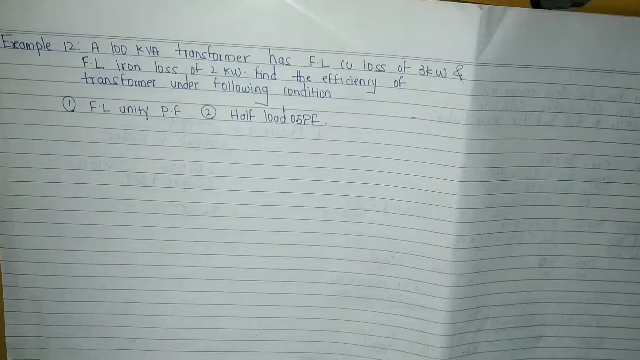 Example 12: A 100 KVA transformer has F.L cu loss of 3kW &
F.L iron loss of 2 kW. Find the efficiency of
transformer under following condition
① F.L unity p.f ② Half load 0.5PF.